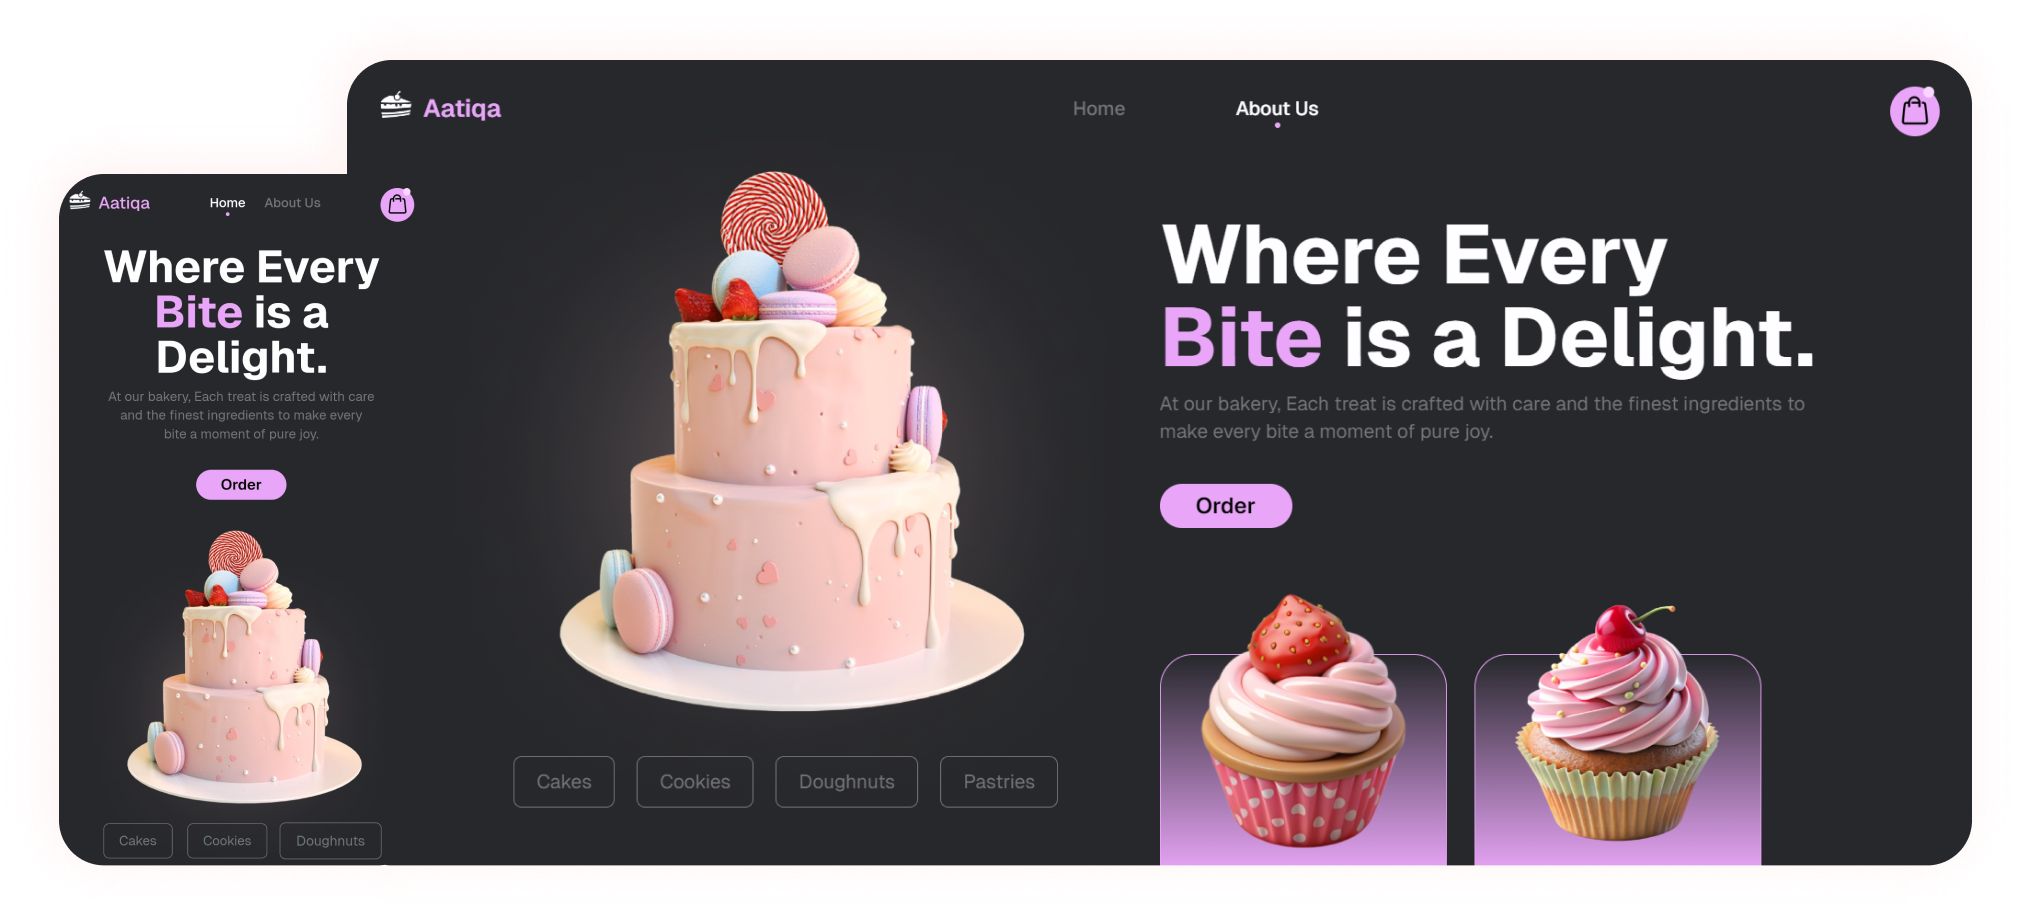 Aatiqa
Home
About Us
Where Every
Bite is a Delight.
At our bakery, Each treat is crafted with care and the finest ingredients to
make every bite a moment of pure joy.
Order
Cakes
Cookies
Doughnuts
Pastries
Aatiqa
Home
About Us
Where Every
Bite is a
Delight.
At our bakery, Each treat is crafted with care
and the finest ingredients to make every
bite a moment of pure joy.
Order
Cakes
Cookies
Doughnuts